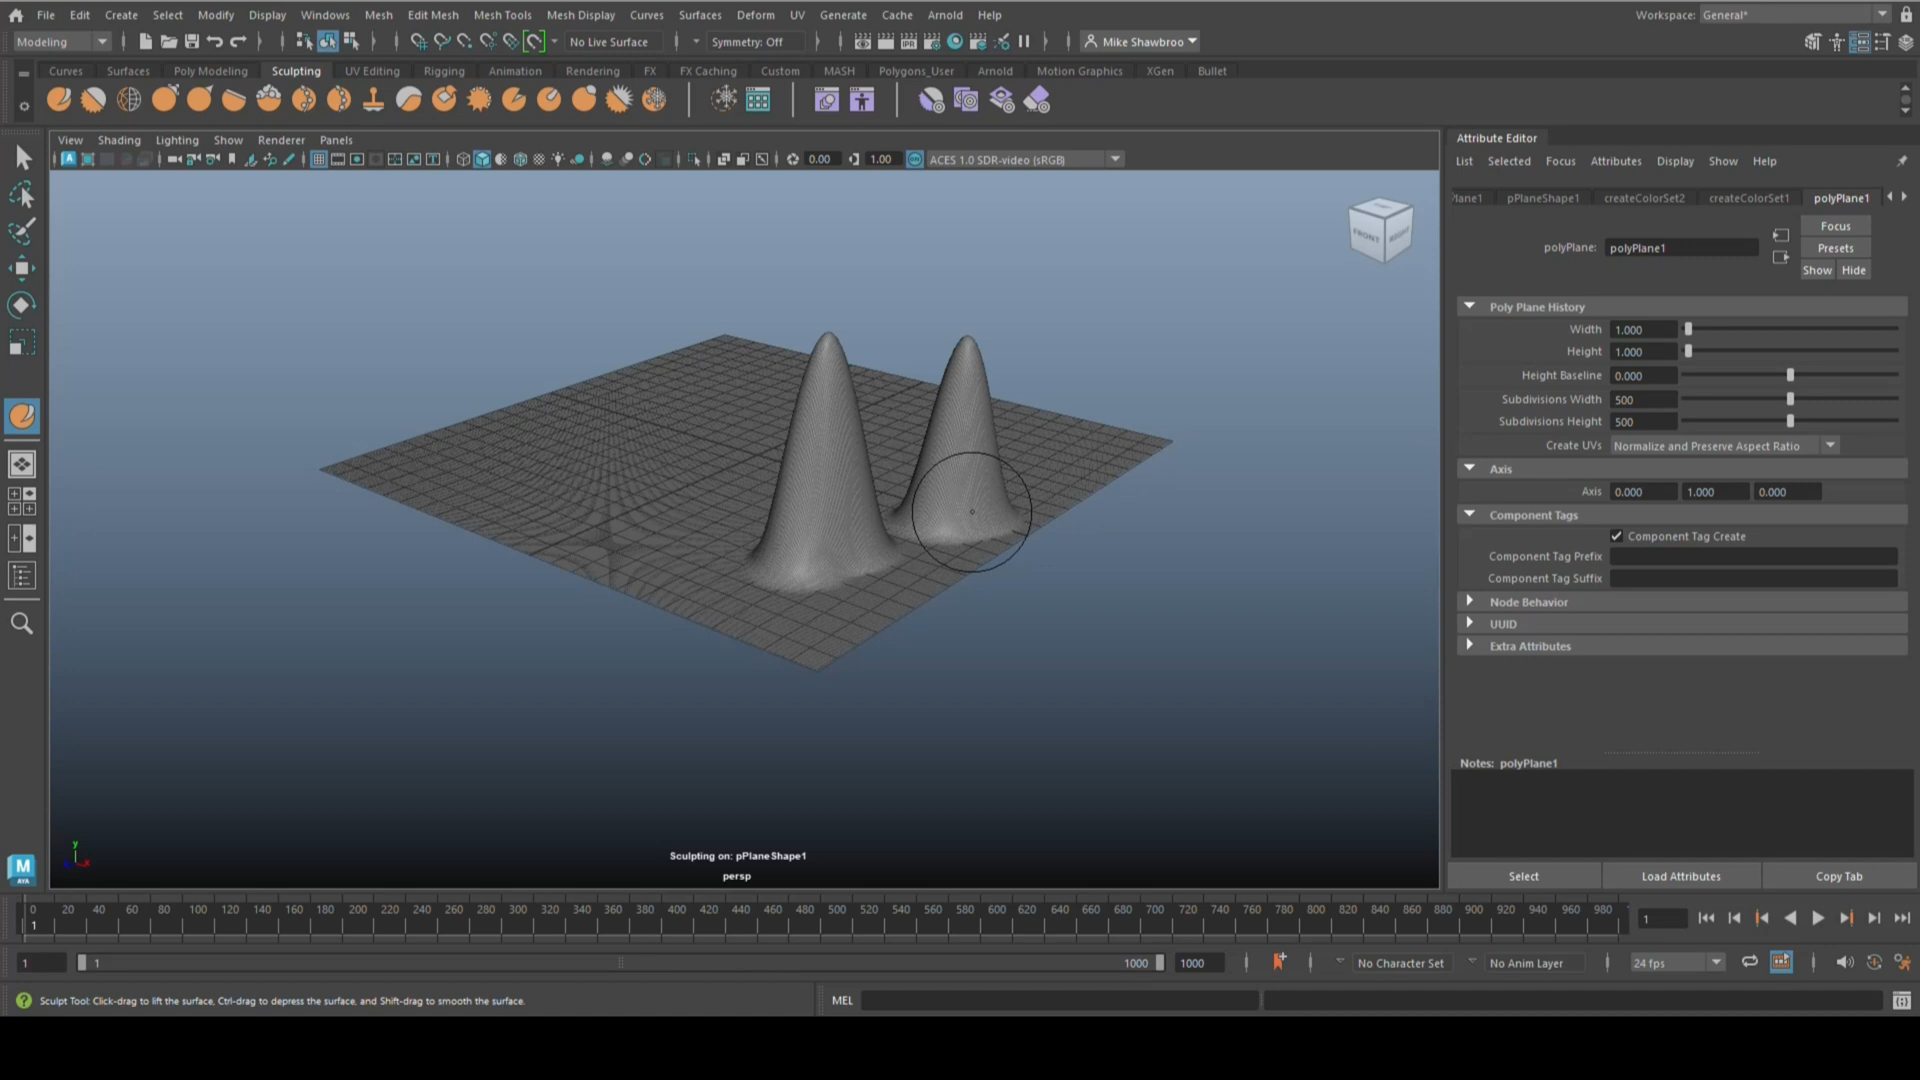 File Edit Create Select Modify Display Windows Mesh Edit Mesh Mesh Tools Mesh Display Curves Surfaces Deform UV Generate Cache Arnold Help
Workspace: General*
Modeling
No Live Surface
Symmetry: Off
IPR
Mike Shawbroo
Curves Surfaces Poly Modeling Sculpting UV Editing Rigging Animation Rendering FX FX Caching Custom MASH Polygons_User Arnold Motion Graphics XGen Bullet
View Shading Lighting Show Renderer Panels
0.00 1.00 ACES 1.0 SDR-video (sRGB)
FRONT RIGHT
Sculpting on: pPlaneShape1
persp
y
x
M
AYA
Attribute Editor
List Selected Focus Attributes Display Show Help
lane1 pPlaneShape1 createColorSet2 createColorSet1 polyPlane1
polyPlane: polyPlane1
Focus
Presets
Show Hide
Poly Plane History
Width 1.000
Height 1.000
Height Baseline 0.000
Subdivisions Width 500
Subdivisions Height 500
Create UVs Normalize and Preserve Aspect Ratio
Axis
Axis 0.000 1.000 0.000
Component Tags
Component Tag Create
Component Tag Prefix
Component Tag Suffix
Node Behavior
UUID
Extra Attributes
Notes: polyPlane1
Select Load Attributes Copy Tab
0 20 40 60 80 100 120 140 160 180 200 220 240 260 280 300 320 340 360 380 400 420 440 460 480 500 520 540 560 580 600 620 640 660 680 700 720 740 760 780 800 820 840 860 880 900 920 940 960 980
1
1
1 1 1000 1000 No Character Set No Anim Layer 24 fps
Sculpt Tool: Click-drag to lift the surface, Ctrl-drag to depress the surface, and Shift-drag to smooth the surface.
MEL